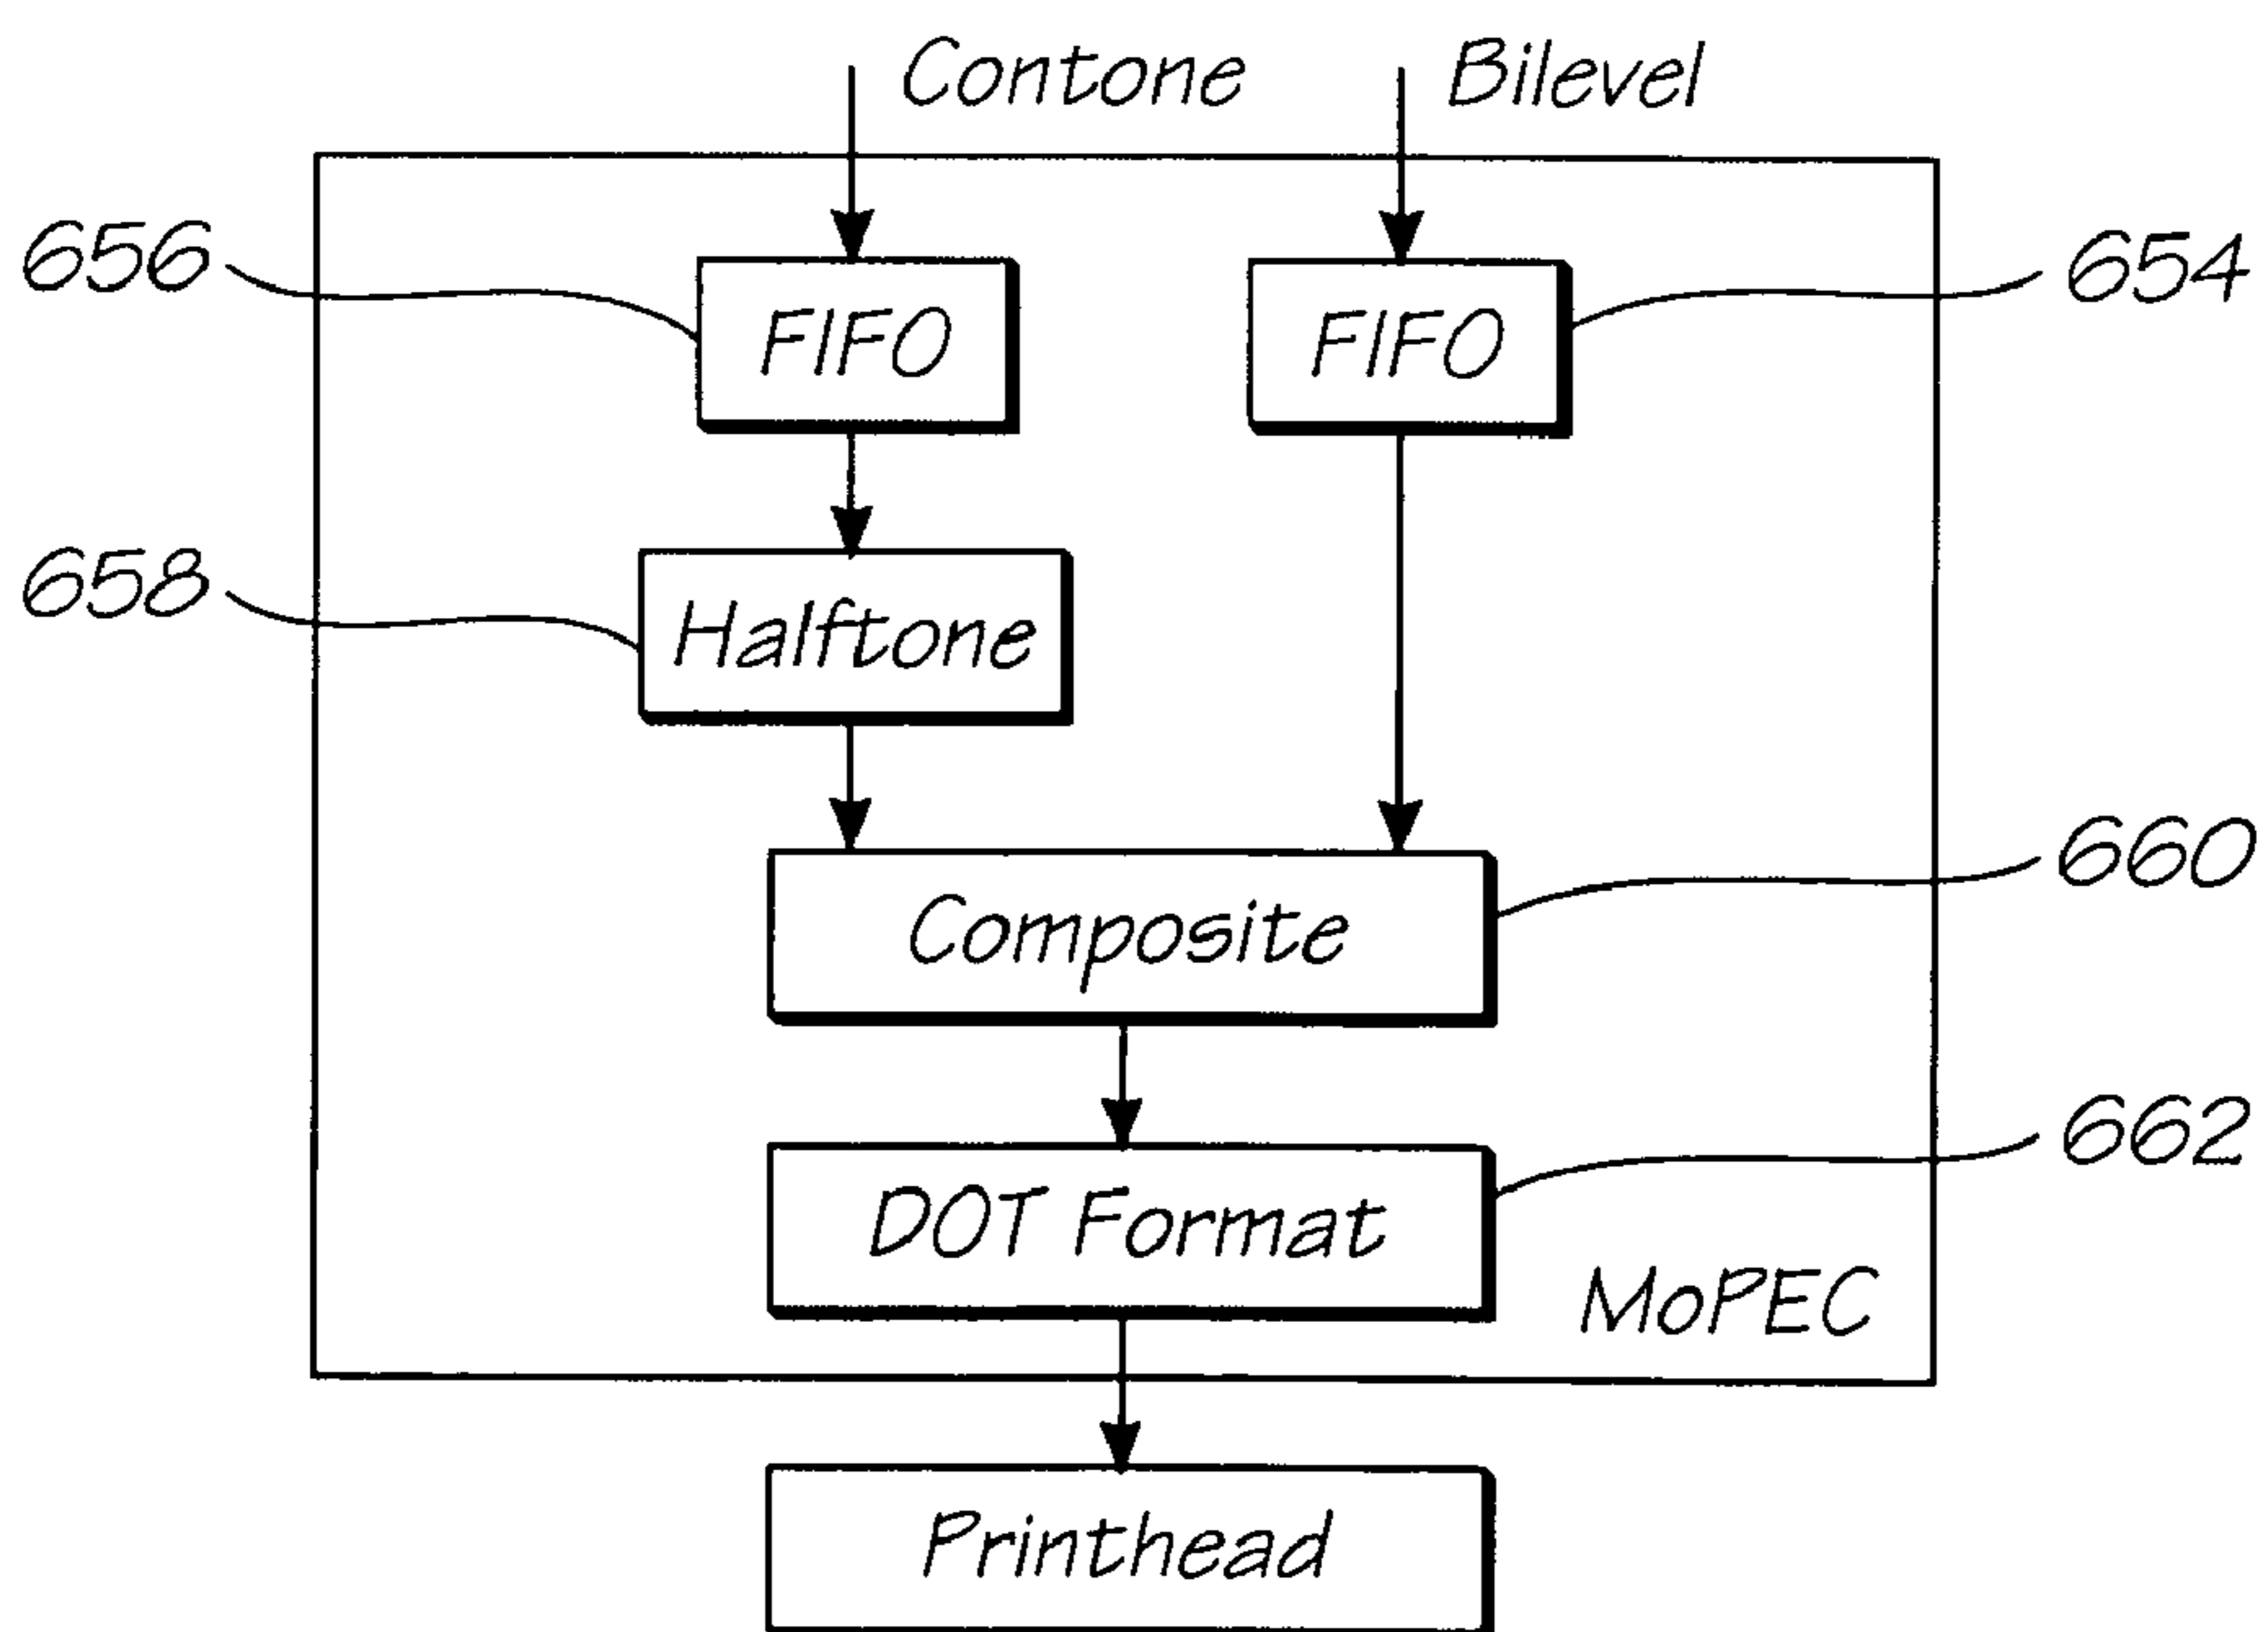 Contone
Bilevel
656
FIFO
FIFO
654
658
Halftone
660
Composite
662
DOT Format
MoPEC
Printhead